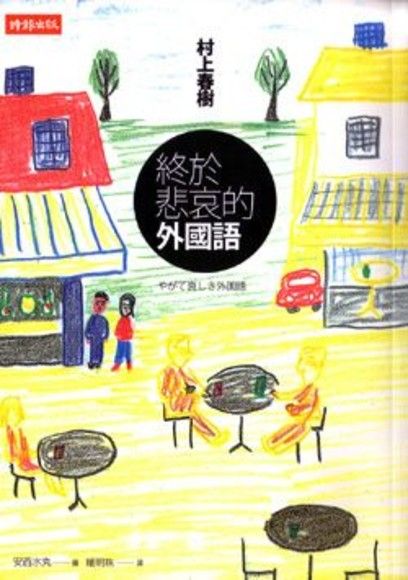 時報出版
村上春樹
終於
悲哀的
外國語
やがて哀しき外国語
安西水丸——圖 賴明珠——譯